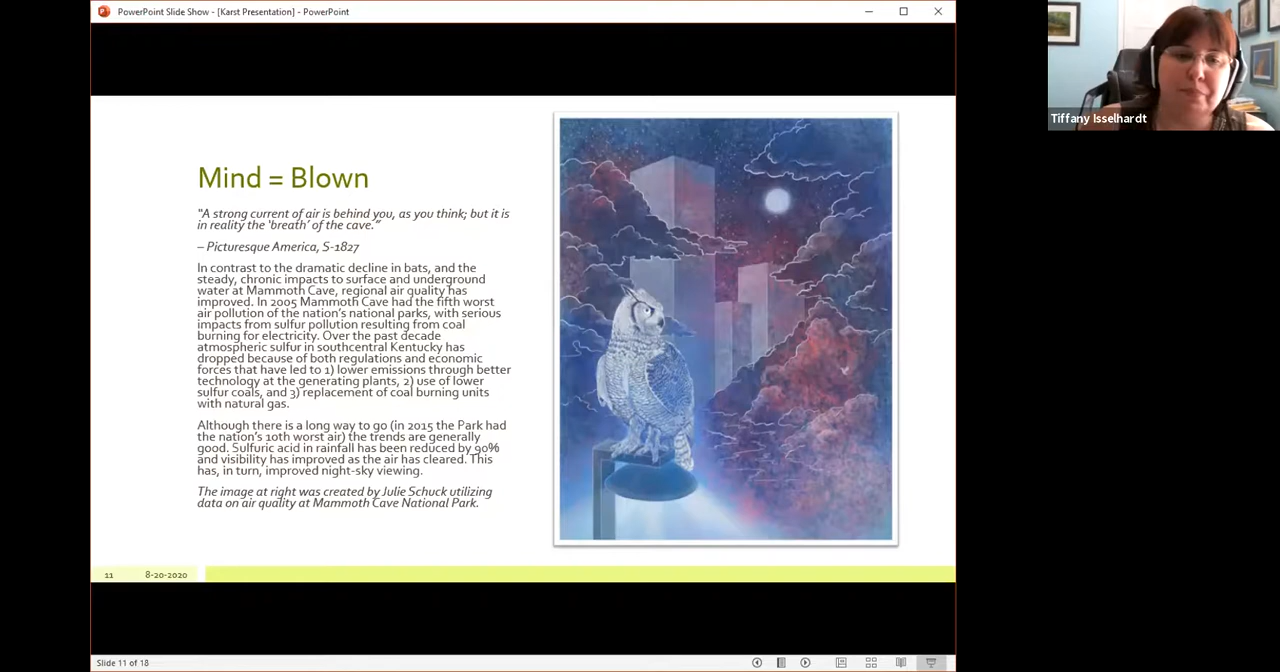 PowerPoint Slide Show - [Karst Presentation] - PowerPoint
Tiffany Isselhardt
Mind = Blown
"A strong current of air is behind you, as you think; but it is
in reality the 'breath' of the cave."
– Picturesque America, S-1827
In contrast to the dramatic decline in bats, and the
steady, chronic impacts to surface and underground
water at Mammoth Cave, regional air quality has
improved. In 2005 Mammoth Cave had the fifth worst
air pollution of the nation's national parks, with serious
impacts from sulfur pollution resulting from coal
burning for electricity. Over the past decade
atmospheric sulfur in southcentral Kentucky has
dropped because of both regulations and economic
forces that have led to 1) lower emissions through better
technology at the generating plants, 2) use of lower
sulfur coals, and 3) replacement of coal burning units
with natural gas.
Although there is a long way to go (in 2015 the Park had
the nation's 10th worst air) the trends are generally
good. Sulfuric acid in rainfall has been reduced by 90%
and visibility has improved as the air has cleared. This
has, in turn, improved night-sky viewing.
The image at right was created by Julie Schuck utilizing
data on air quality at Mammoth Cave National Park.
11 8-20-2020
Slide 11 of 18